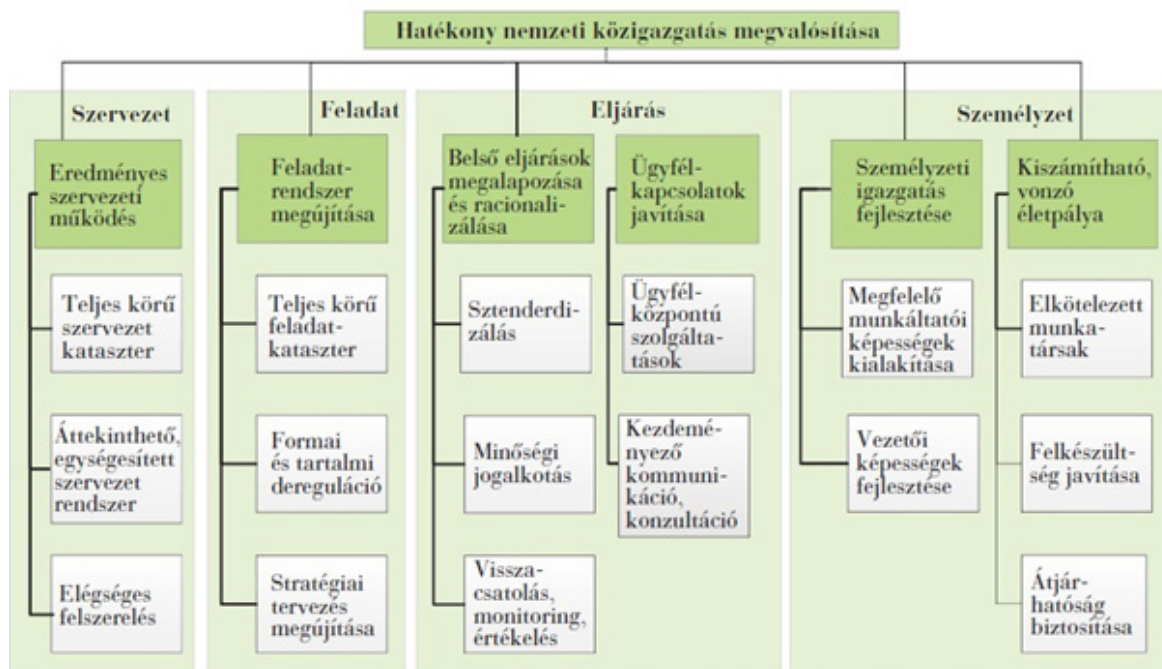 Hatékony nemzeti közigazgatás megvalósítása
Szervezet
Eredményes
szervezeti
működés
Teljes körű
szervezet
kataszter
Áttekinthető,
egységesített
szervezet
rendszer
Elégséges
felszerelés
Feladat
Feladat-
rendszer
megújítása
Teljes körű
feladat-
kataszter
Formai
és tartalmi
dereguláció
Stratégiai
tervezés
megújítása
Eljárás
Belső eljárások
megalapozása
és racionali-
zálása
Sztenderdi-
zálás
Minőségi
jogalkotás
Vissza-
csatolás,
monitoring,
értékelés
Ügyfél-
kapcsolatok
javítása
Ügyfél-
központú
szolgálta-
tások
Kezdemé-
nyező
kommuni-
káció,
konzultáció
Személyzet
Személyzeti
igazgatás
fejlesztése
Megfelelő
munkáltatói
képességek
kialakítása
Vezetői
képességek
fejlesztése
Kiszámítható,
vonzó
életpálya
Elkötelezett
munka-
társak
Felkészült-
ség javítása
Átjár-
hatóság
biztosítása